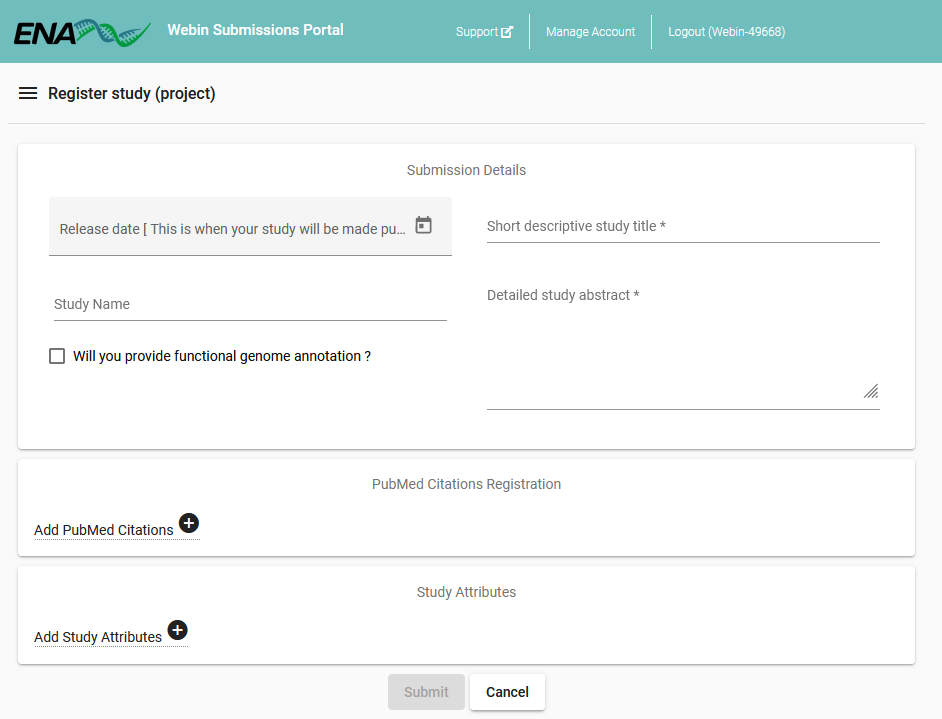 ENA
Webin Submissions Portal
Support
Manage Account
Logout (Webin-49668)
Register study (project)
Submission Details
Release date [ This is when your study will be made pu...
Short descriptive study title *
Study Name
Detailed study abstract *
Will you provide functional genome annotation ?
PubMed Citations Registration
Add PubMed Citations
Study Attributes
Add Study Attributes
Submit
Cancel